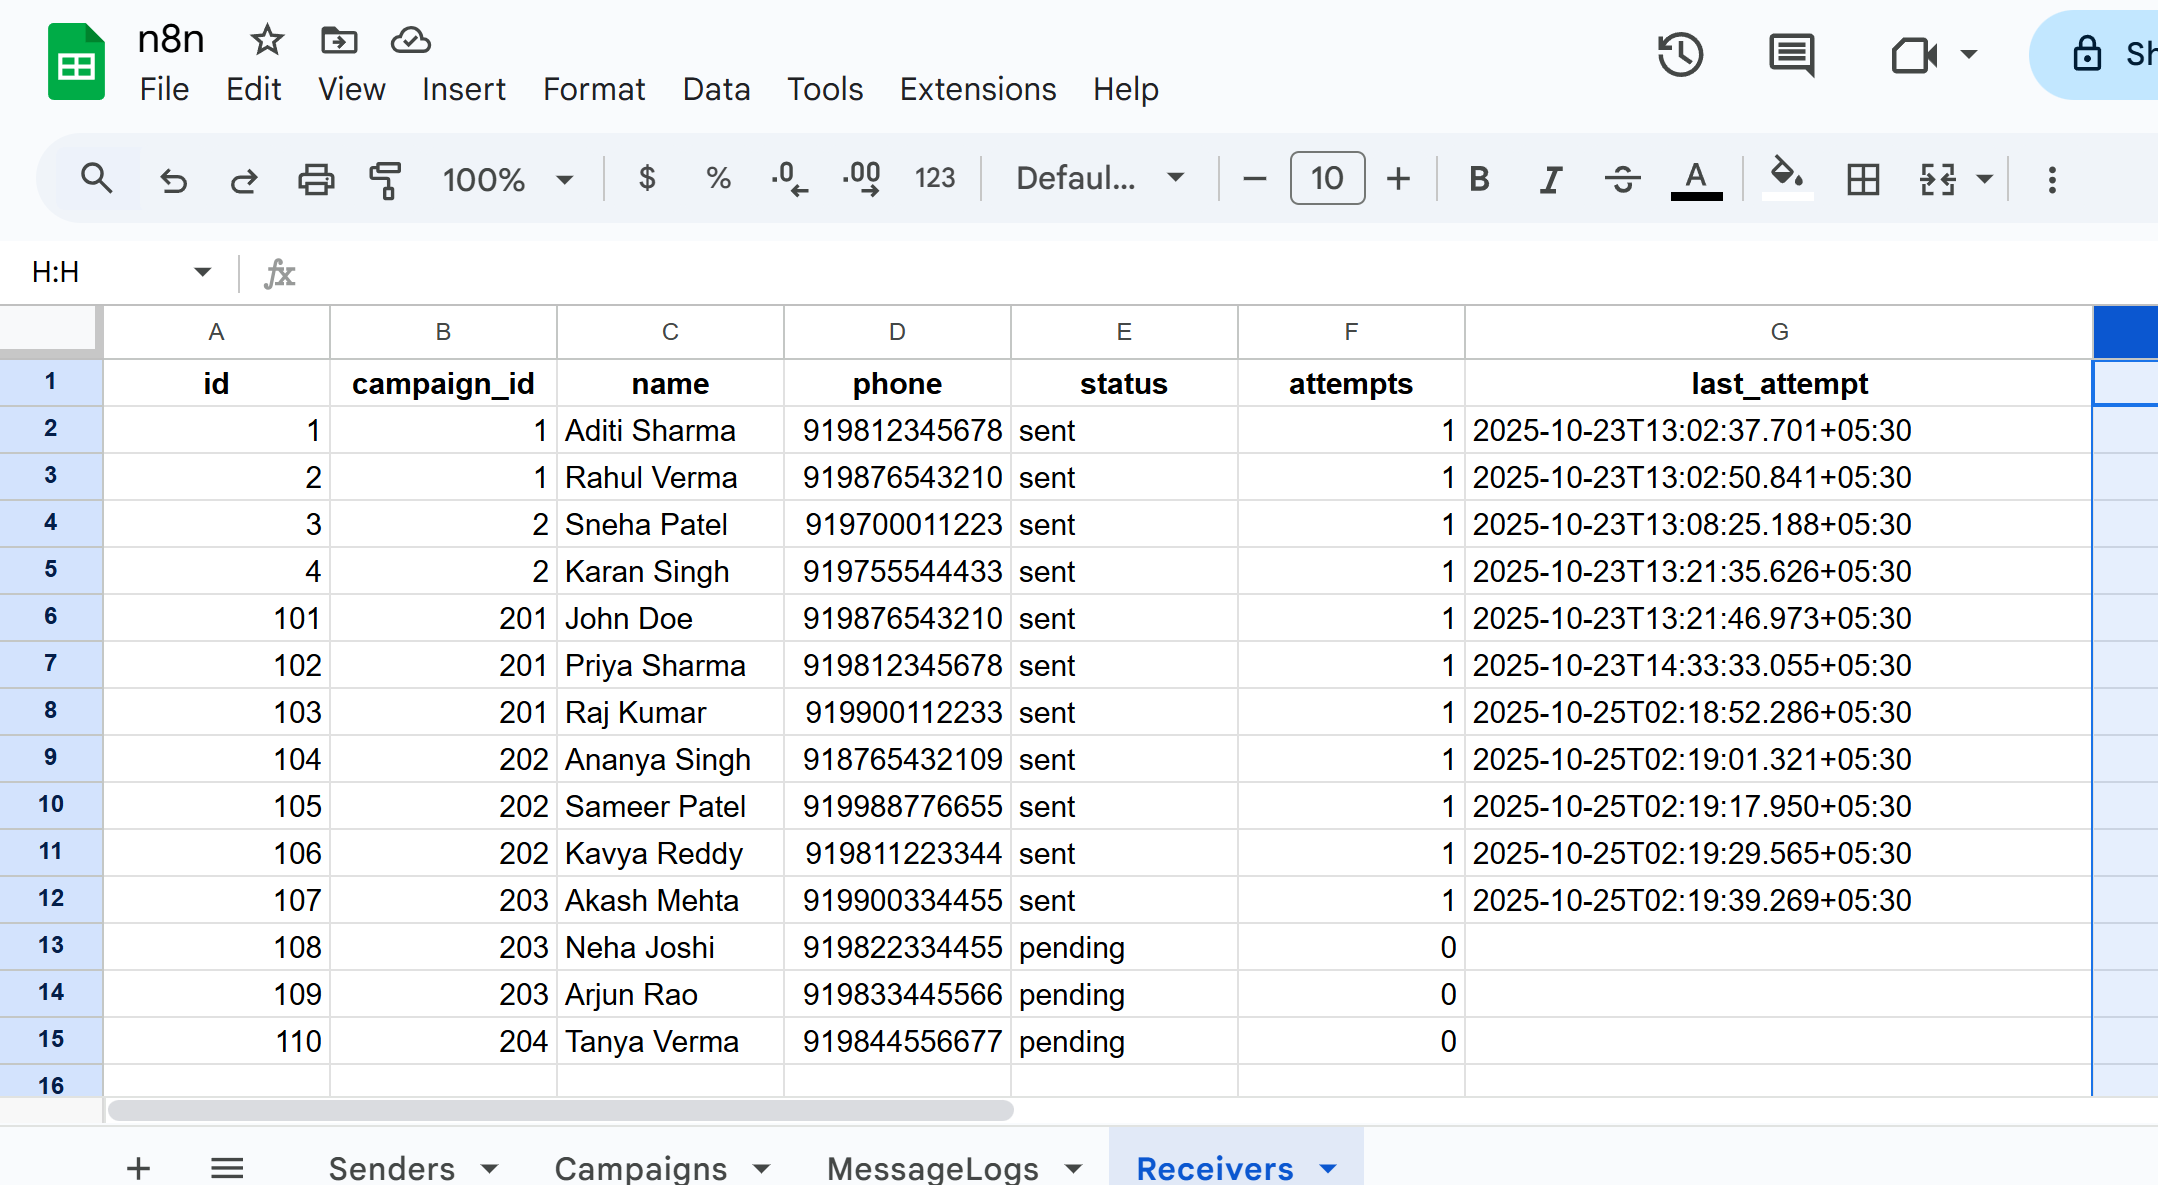 n8n
File Edit View Insert Format Data Tools Extensions Help
Sh
100% $ % .0 .00 123 Defaul... 10 B I A
H:H fx
A B C D E F G
1 id campaign_id name phone status attempts last_attempt
2 1 1 Aditi Sharma 919812345678 sent 1 2025-10-23T13:02:37.701+05:30
3 2 1 Rahul Verma 919876543210 sent 1 2025-10-23T13:02:50.841+05:30
4 3 2 Sneha Patel 919700011223 sent 1 2025-10-23T13:08:25.188+05:30
5 4 2 Karan Singh 919755544433 sent 1 2025-10-23T13:21:35.626+05:30
6 101 201 John Doe 919876543210 sent 1 2025-10-23T13:21:46.973+05:30
7 102 201 Priya Sharma 919812345678 sent 1 2025-10-23T14:33:33.055+05:30
8 103 201 Raj Kumar 919900112233 sent 1 2025-10-25T02:18:52.286+05:30
9 104 202 Ananya Singh 918765432109 sent 1 2025-10-25T02:19:01.321+05:30
10 105 202 Sameer Patel 919988776655 sent 1 2025-10-25T02:19:17.950+05:30
11 106 202 Kavya Reddy 919811223344 sent 1 2025-10-25T02:19:29.565+05:30
12 107 203 Akash Mehta 919900334455 sent 1 2025-10-25T02:19:39.269+05:30
13 108 203 Neha Joshi 919822334455 pending 0
14 109 203 Arjun Rao 919833445566 pending 0
15 110 204 Tanya Verma 919844556677 pending 0
16
Senders Campaigns MessageLogs Receivers